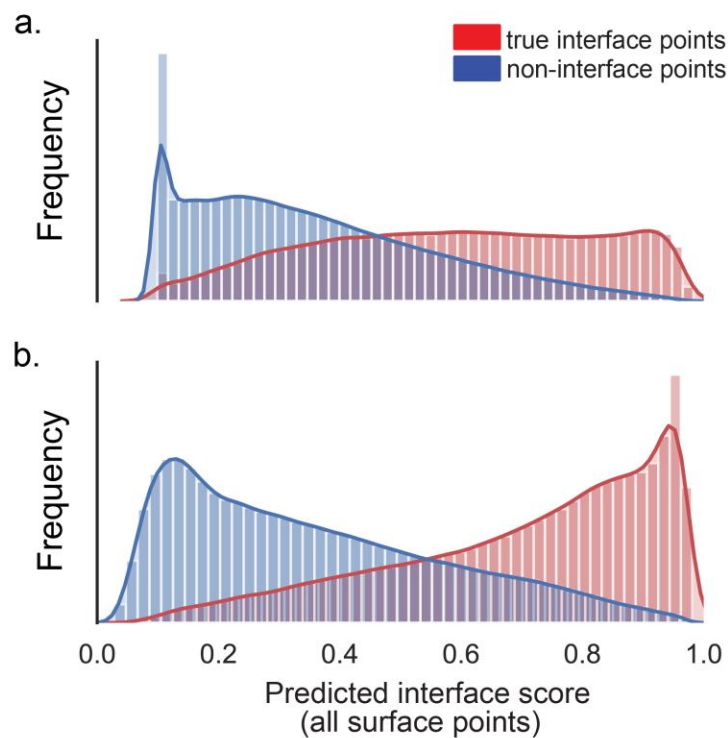 a.
true interface points
non-interface points
Frequency
b.
Frequency
0.0 0.2 0.4 0.6 0.8 1.0
Predicted interface score
(all surface points)